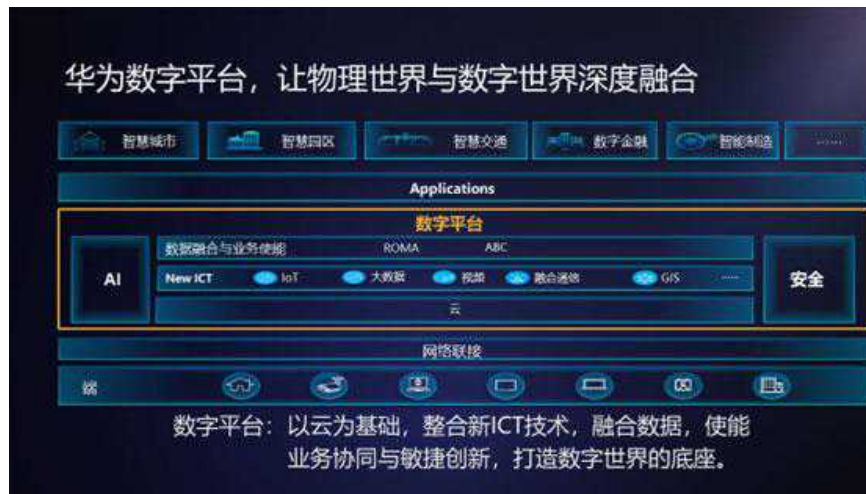 华为数字平台，让物理世界与数字世界深度融合
智慧城市 智慧园区 智慧交通 数字金融 智能制造 ......
Applications
数字平台
AI
数据融合与业务使能 ROMA ABC
New ICT IoT 大数据 视频 融合通信 GIS ......
云
安全
网络联接
端
数字平台：以云为基础，整合新ICT技术，融合数据，使能
业务协同与敏捷创新，打造数字世界的底座。